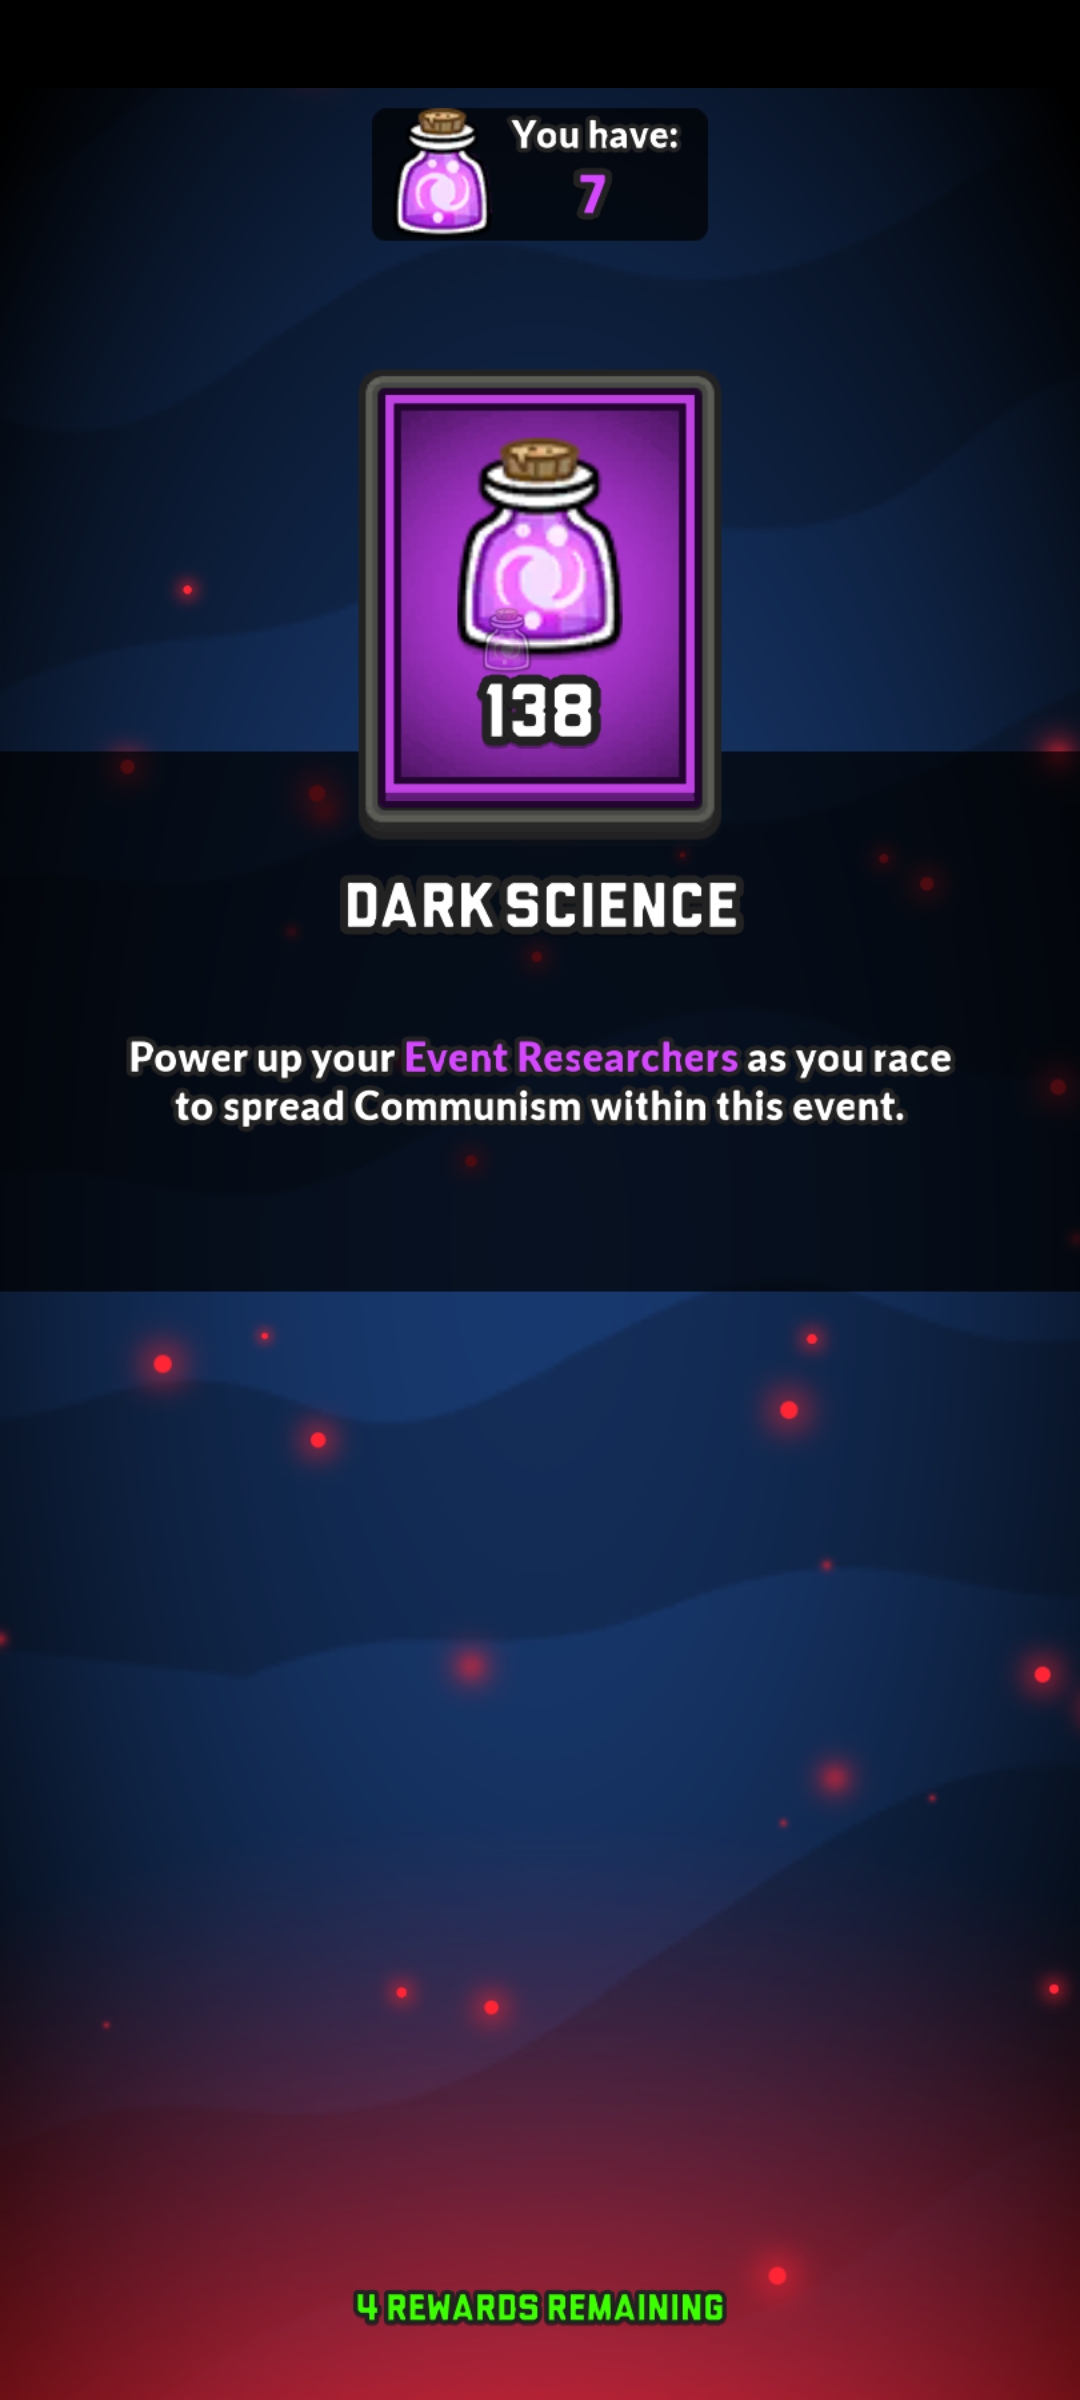 You have:
7
138
DARK SCIENCE
Power up your Event Researchers as you race
to spread Communism within this event.
4 REWARDS REMAINING